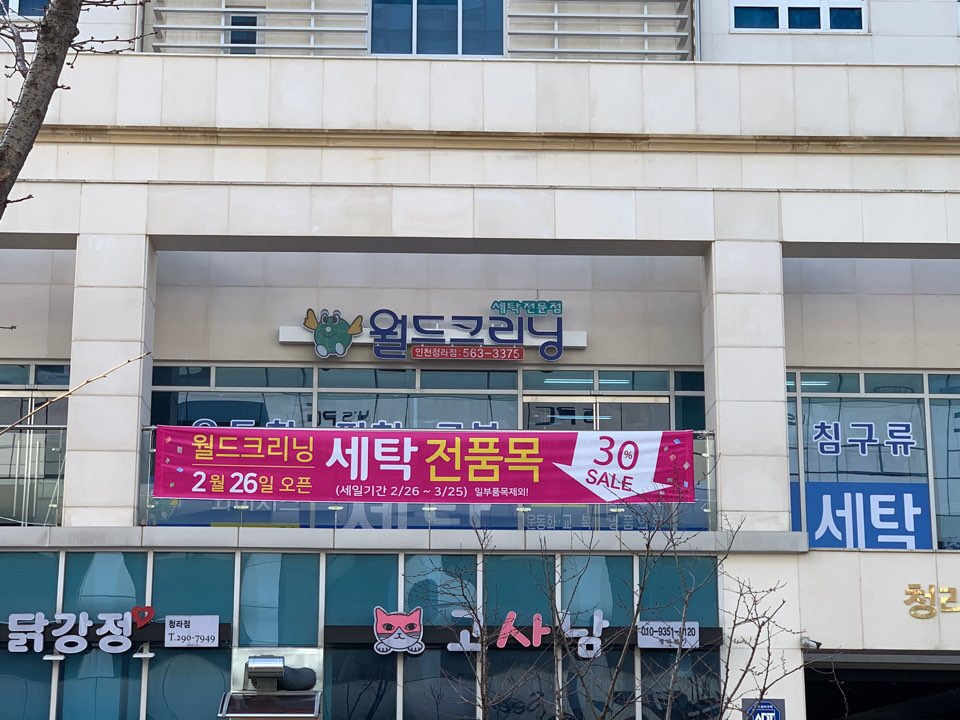 세탁전문점
월드크리닝
인천청라점: 563-3375
월드크리닝
2월 26일 오픈
세탁 전품목
(세일기간 2/26 ~ 3/25) 일부품목제외!
30%
SALE
침구류
세탁
닭강정
청라점
T.290-7949
고사남
ADT